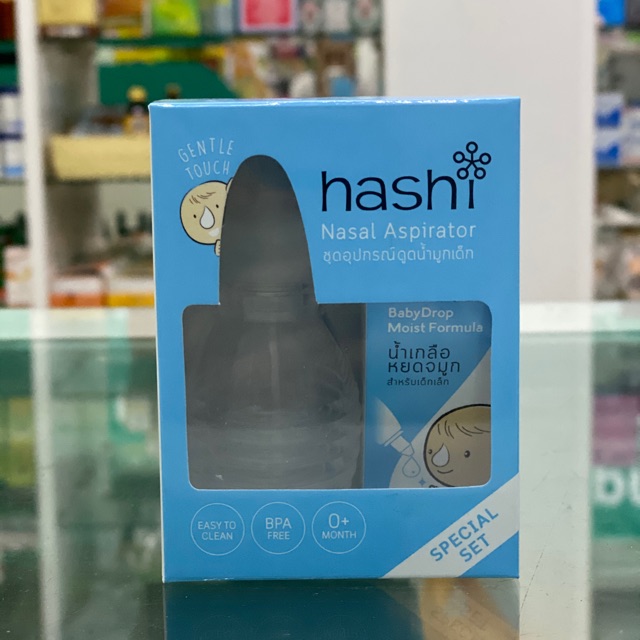 GENTLE
TOUCH
hashi
Nasal Aspirator
ชุดอุปกรณ์ดูดน้ำมูกเด็ก
BabyDrop
Moist Formula
น้ำเกลือ
หยดจมูก
สำหรับเด็กเล็ก
EASY TO
CLEAN
BPA
FREE
0+
MONTH
SPECIAL
SET